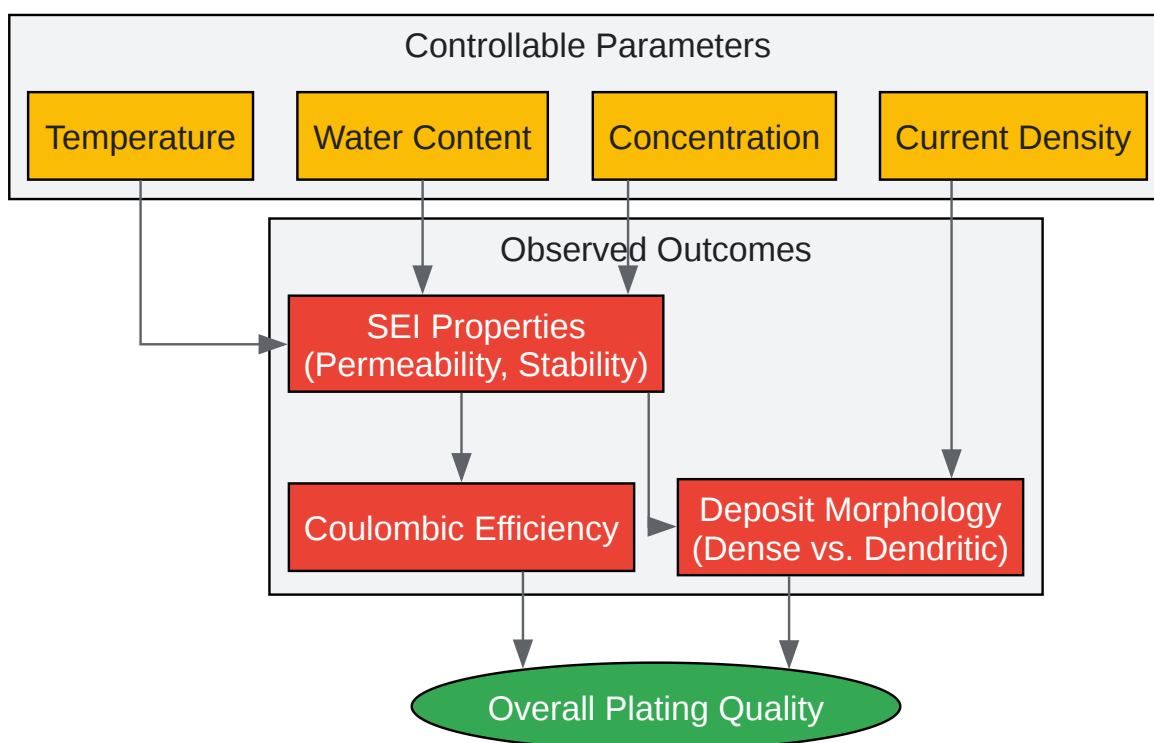 Controllable Parameters
Temperature
Water Content
Concentration
Current Density
Observed Outcomes
SEI Properties
(Permeability, Stability)
Coulombic Efficiency
Deposit Morphology
(Dense vs. Dendritic)
Overall Plating Quality